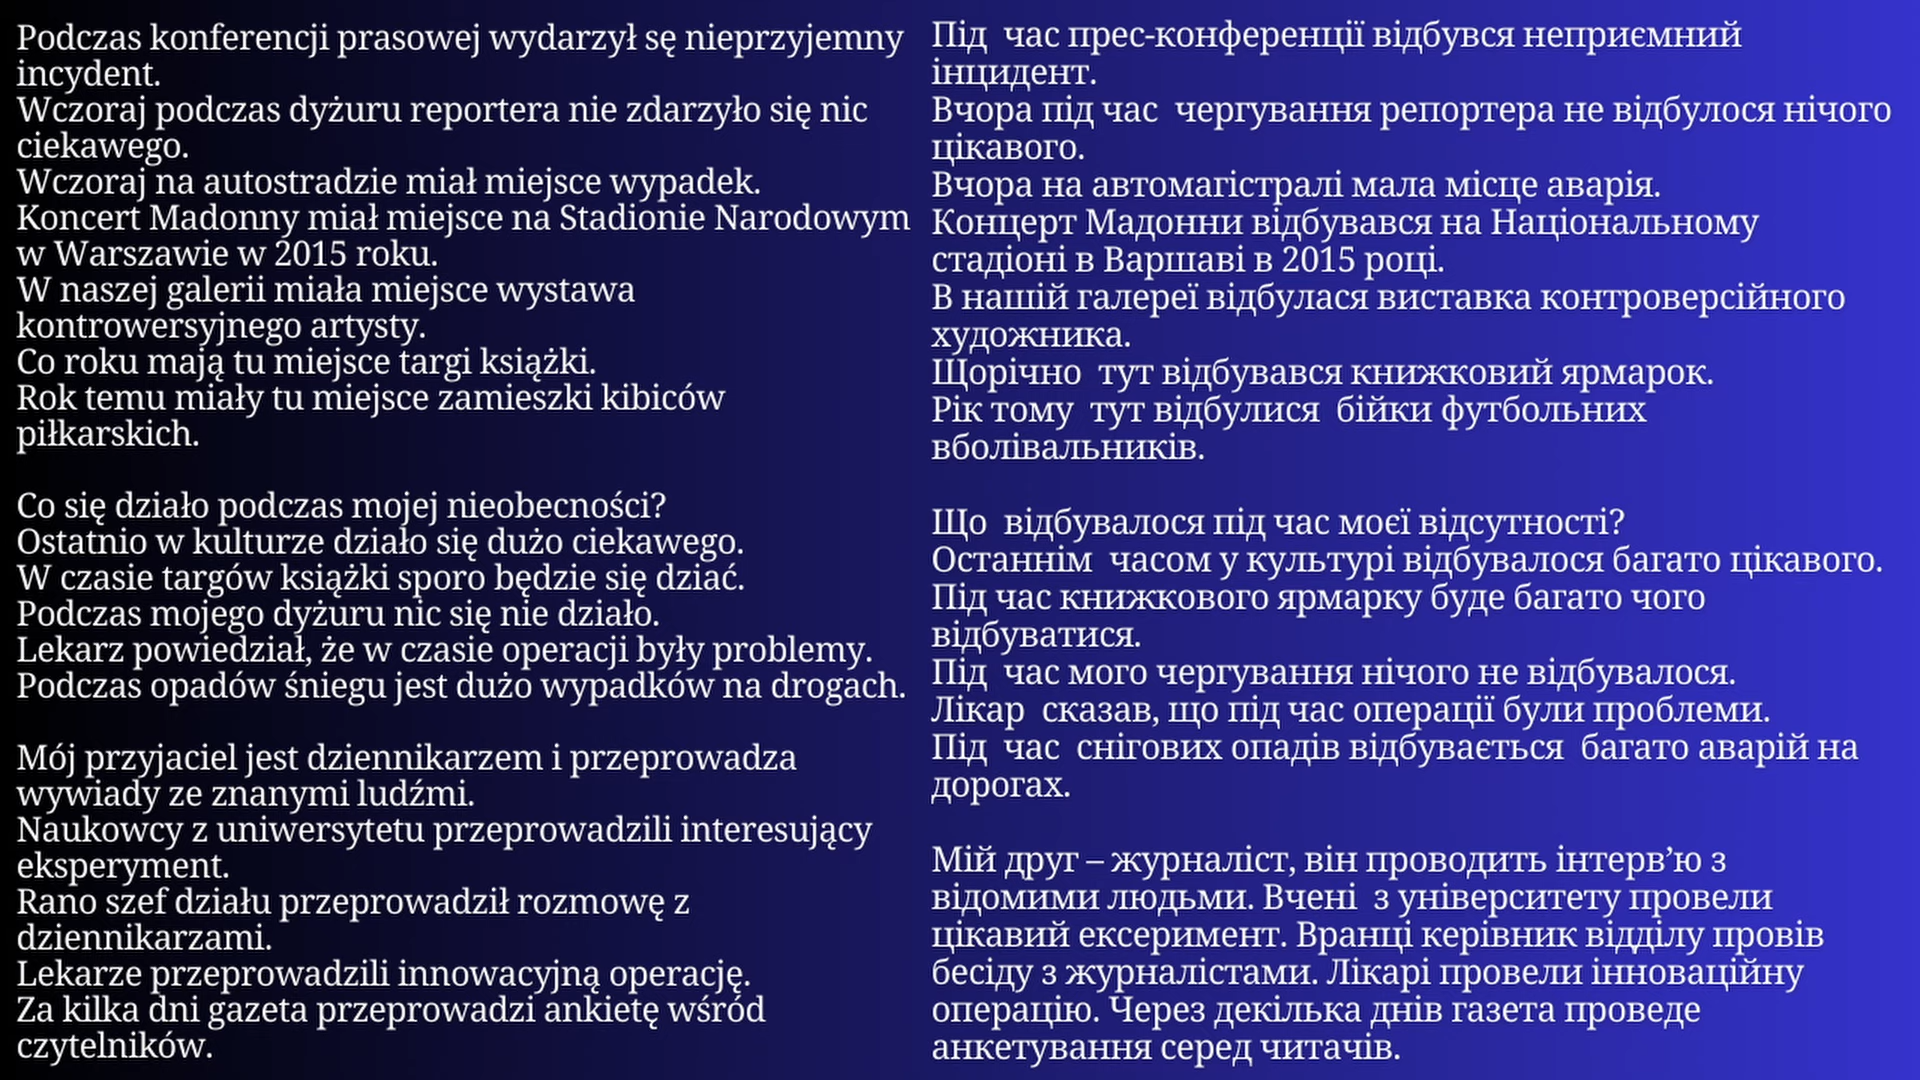 Podczas konferencji prasowej wydarzył sę nieprzyjemny
incydent.
Wczoraj podczas dyżuru reportera nie zdarzyło się nic
ciekawego.
Wczoraj na autostradzie miał miejsce wypadek.
Koncert Madonny miał miejsce na Stadionie Narodowym
w Warszawie w 2015 roku.
W naszej galerii miała miejsce wystawa
kontrowersyjnego artysty.
Co roku mają tu miejsce targi książki.
Rok temu miały tu miejsce zamieszki kibiców
piłkarskich.
Co się działo podczas mojej nieobecności?
Ostatnio w kulturze działo się dużo ciekawego.
W czasie targów książki sporo będzie się dziać.
Podczas mojego dyżuru nic się nie działo.
Lekarz powiedział, że w czasie operacji były problemy.
Podczas opadów śniegu jest dużo wypadków na drogach.
Mój przyjaciel jest dziennikarzem i przeprowadza
wywiady ze znanymi ludźmi.
Naukowcy z uniwersytetu przeprowadzili interesujący
eksperyment.
Rano szef działu przeprowadził rozmowę z
dziennikarzami.
Lekarze przeprowadzili innowacyjną operację.
Za kilka dni gazeta przeprowadzi ankietę wśród
czytelników.
Під час прес-конференції відбувся неприємний
інцидент.
Вчора під час чергування репортера не відбулося нічого
цікавого.
Вчора на автомагістралі мала місце аварія.
Концерт Мадонни відбувався на Національному
стадіоні в Варшаві в 2015 році.
В нашій галереї відбулася виставка контроверсійного
художника.
Щорічно тут відбувався книжковий ярмарок.
Рік тому тут відбулися бійки футбольних
вболівальників.
Що відбувалося під час моєї відсутності?
Останнім часом у культурі відбувалося багато цікавого.
Під час книжкового ярмарку буде багато чого
відбуватися.
Під час мого чергування нічого не відбувалося.
Лікар сказав, що під час операції були проблеми.
Під час снігових опадів відбувається багато аварій на
дорогах.
Мій друг – журналіст, він проводить інтерв’ю з
відомими людьми. Вчені з університету провели
цікавий ексеримент. Вранці керівник відділу провів
бесіду з журналістами. Лікарі провели інноваційну
операцію. Через декілька днів газета проведе
анкетування серед читачів.